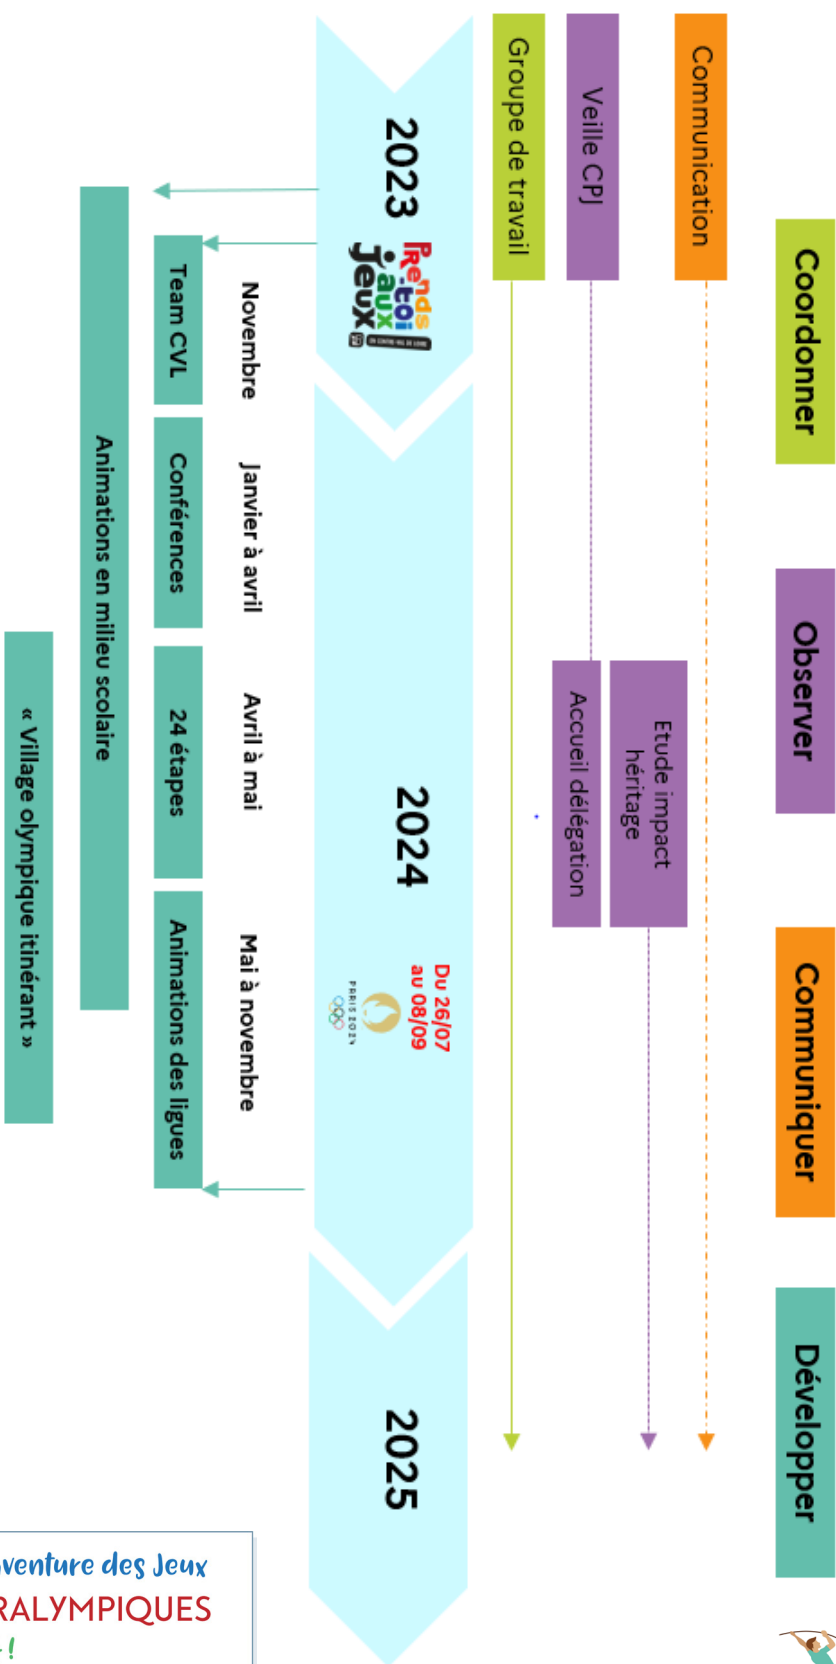 Coordonner
Observer
Communiquer
Développer
Communication
Etude impact
héritage
Veille CPJ
Accueil délégation
Groupe de travail
2023
PRends
-toi
aux
jeux
2024
Du 26/07
au 08/09
PARIS 2024
2025
Novembre
Janvier à avril
Avril à mai
Mai à novembre
Team CVL
Conférences
24 étapes
Animations des ligues
Animations en milieu scolaire
« Village olympique itinérant »
venture des Jeux
RALYMPIQUES
!